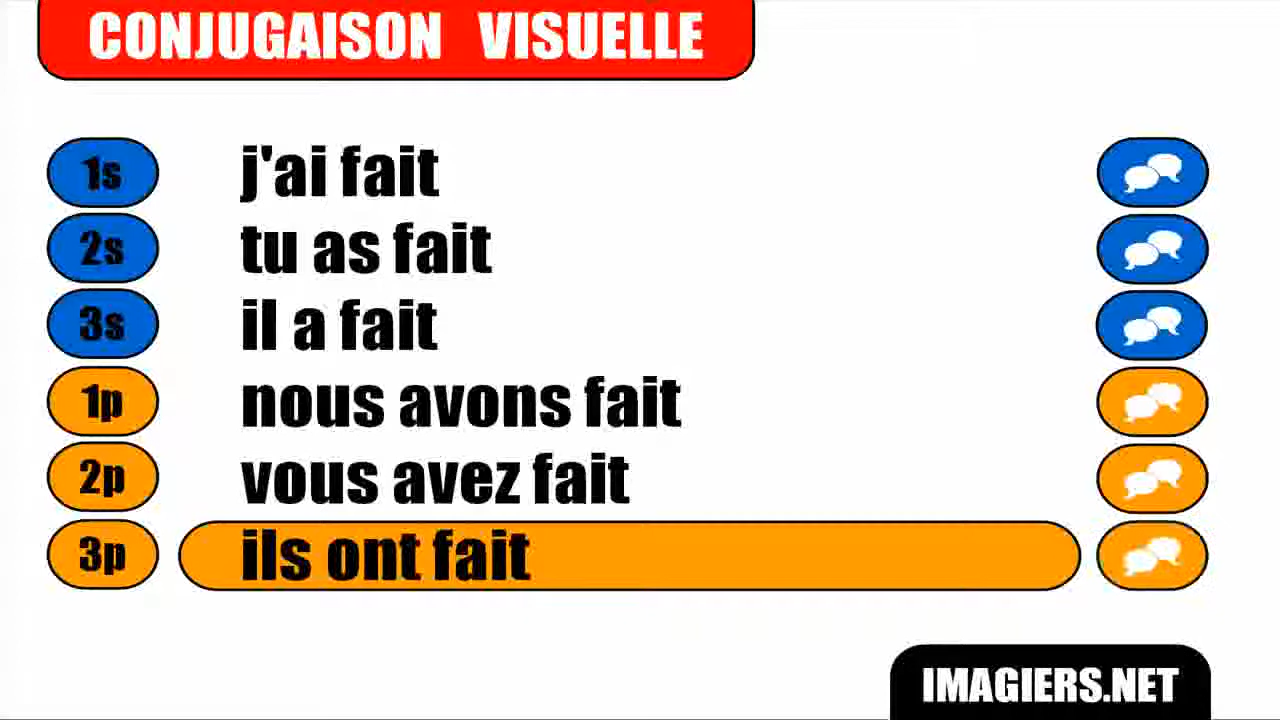 CONJUGAISON VISUELLE
1s j'ai fait
2s tu as fait
3s il a fait
1p nous avons fait
2p vous avez fait
3p ils ont fait
IMAGIERS.NET